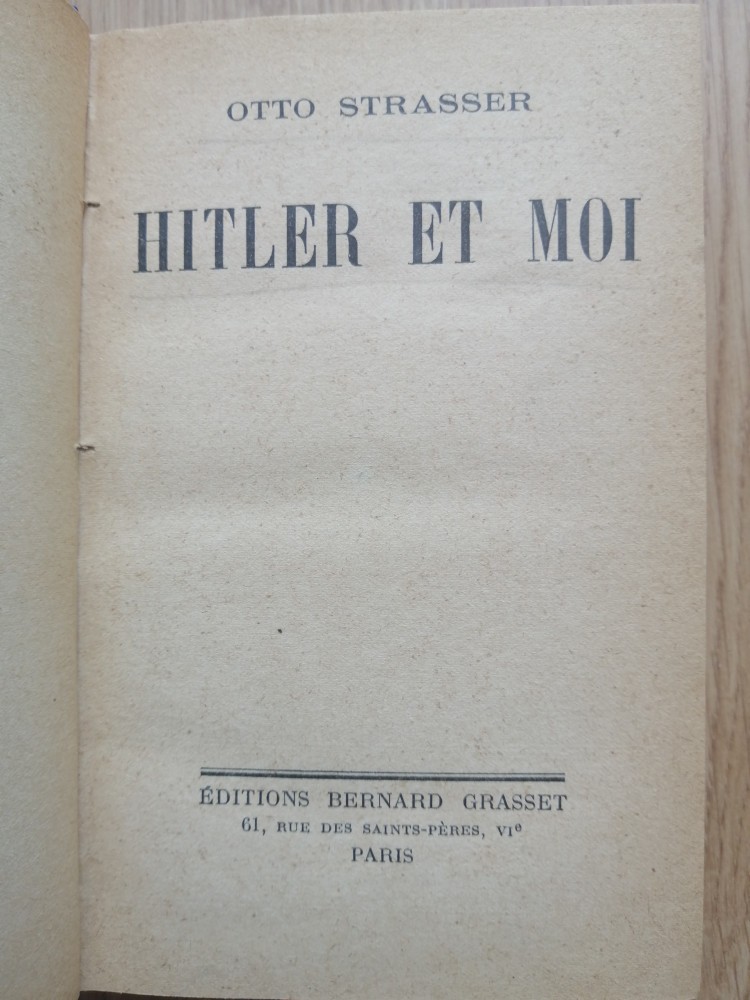 OTTO STRASSER
HITLER ET MOI
ÉDITIONS BERNARD GRASSET
61, RUE DES SAINTS-PÈRES, VIᵉ
PARIS